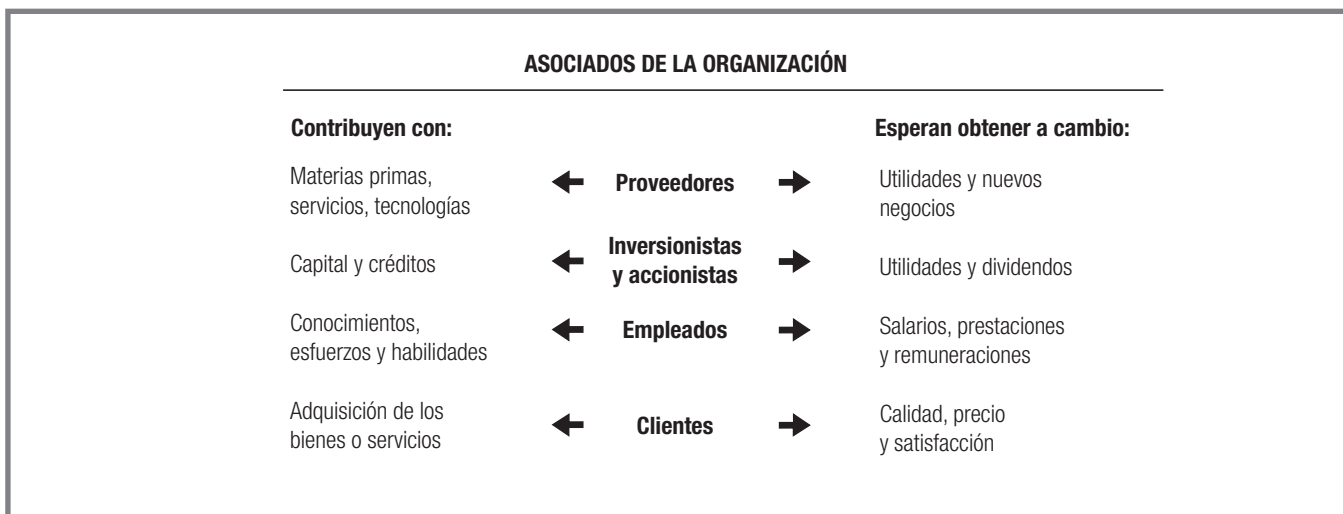 ASOCIADOS DE LA ORGANIZACIÓN
Contribuyen con:
Esperan obtener a cambio:
Materias primas,
servicios, tecnologías
Proveedores
Utilidades y nuevos
negocios
Capital y créditos
Inversionistas
y accionistas
Utilidades y dividendos
Conocimientos,
esfuerzos y habilidades
Empleados
Salarios, prestaciones
y remuneraciones
Adquisición de los
bienes o servicios
Clientes
Calidad, precio
y satisfacción